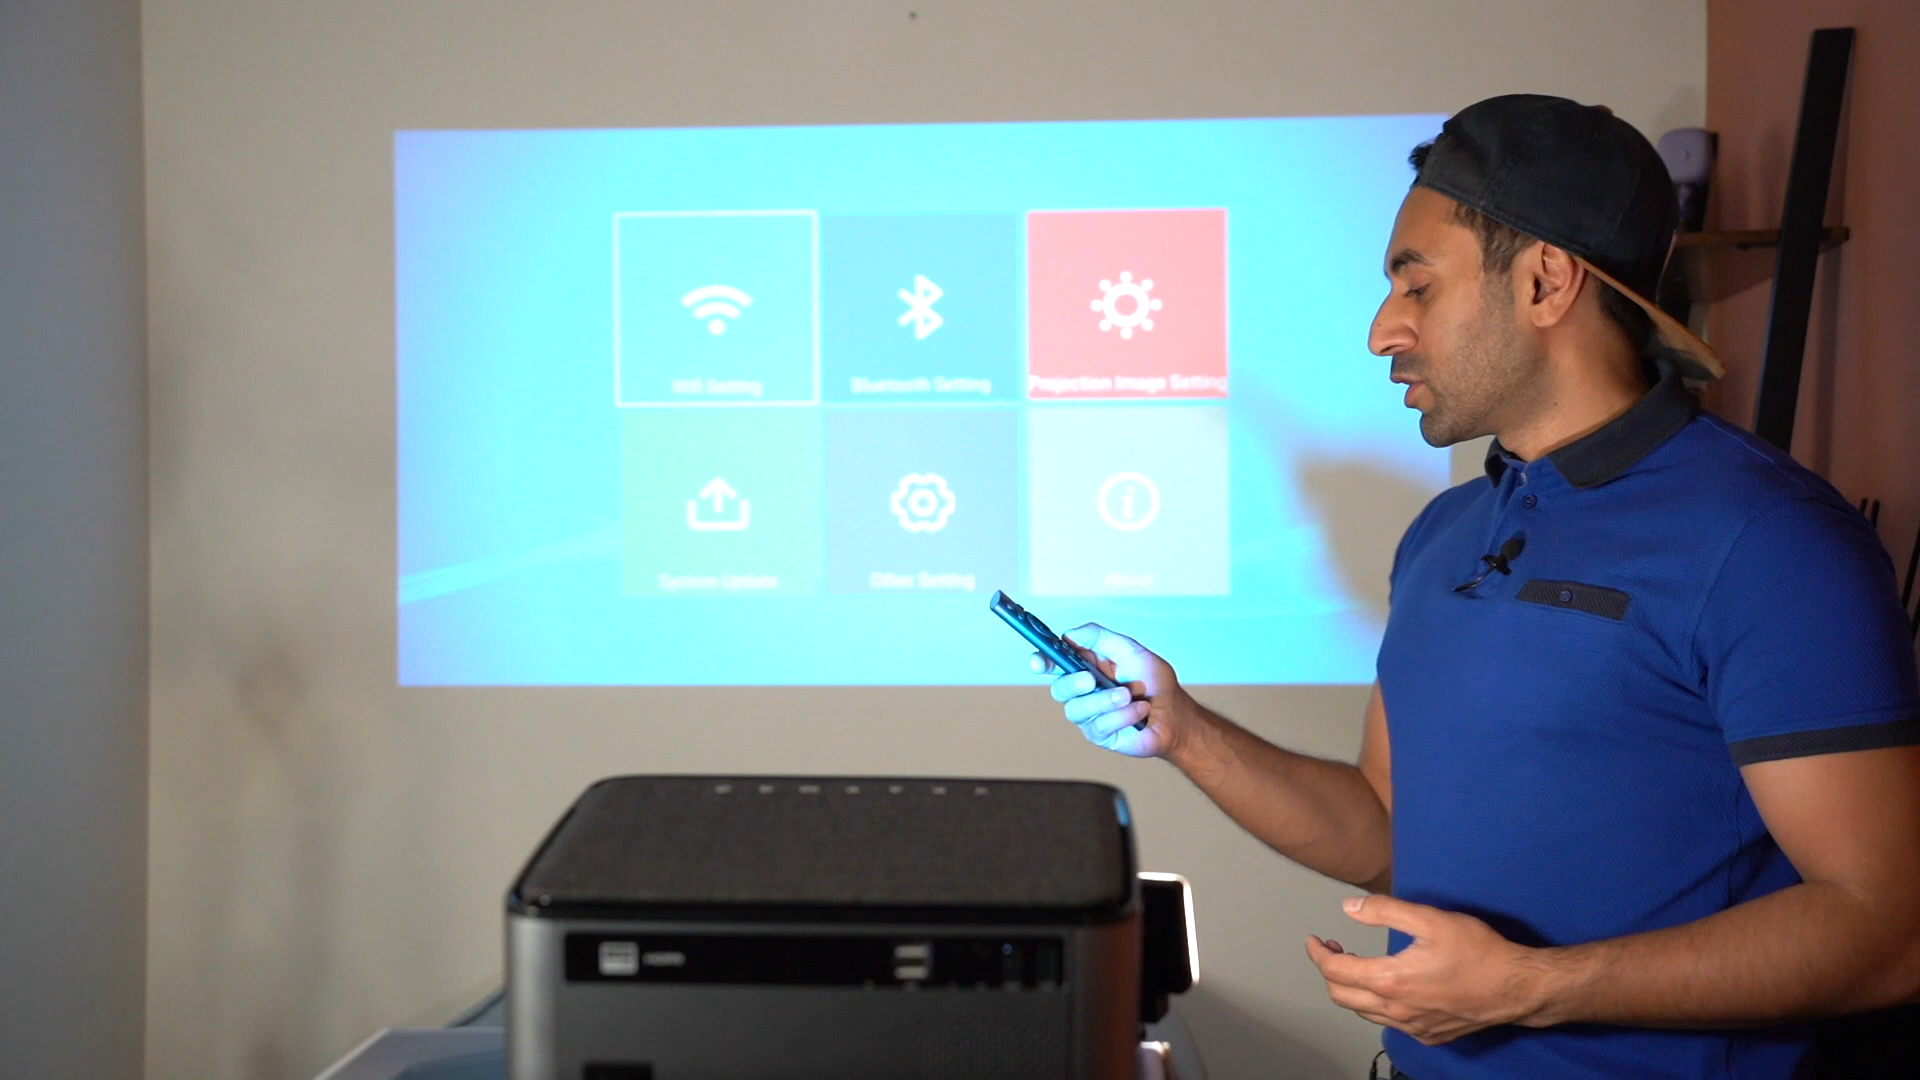 Wifi Setting
Bluetooth Setting
Projection Image Setting
System Update
Other Setting
About